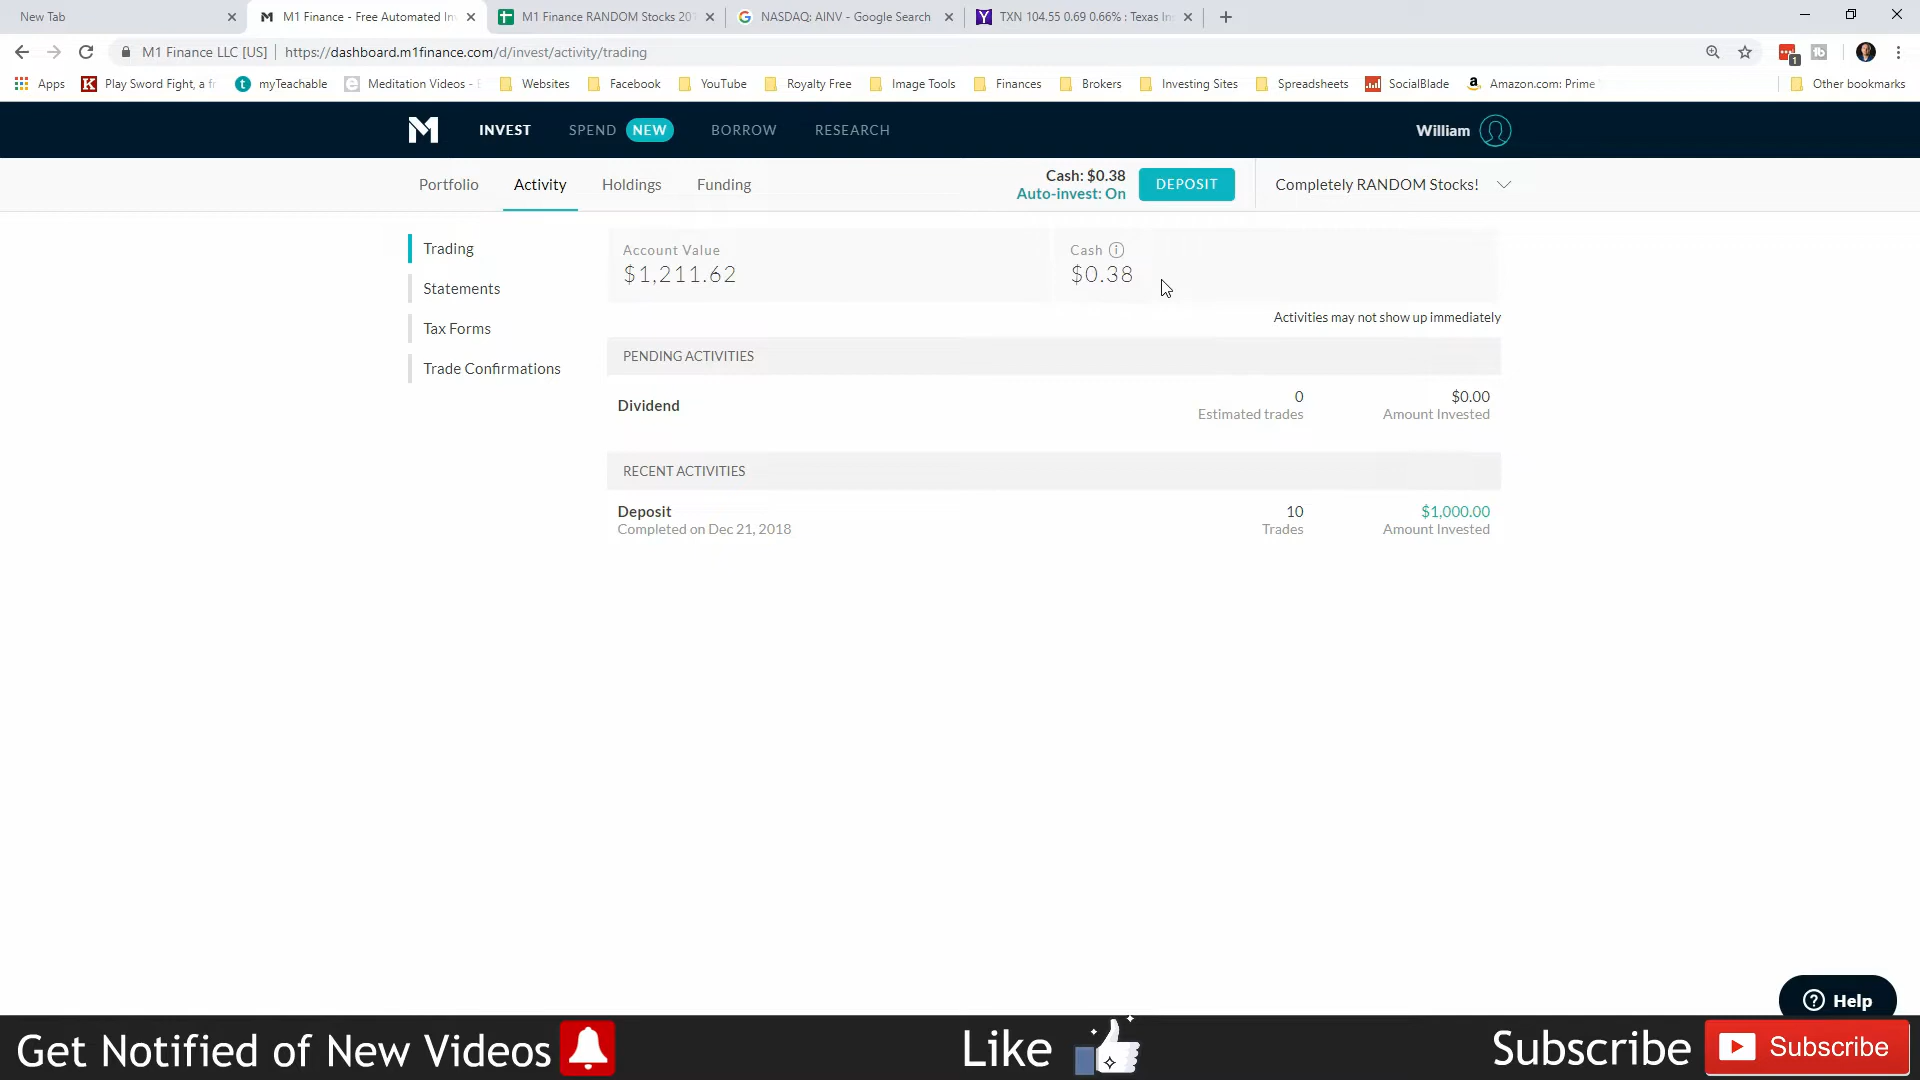 New Tab
M1 Finance - Free Automated In
M1 Finance RANDOM Stocks 20
NASDAQ: AINV - Google Search
TXN 104.55 0.69 0.66% : Texas In
M1 Finance LLC [US]
https://dashboard.m1finance.com/d/invest/activity/trading
1
Apps
Play Sword Fight, a fr
myTeachable
Meditation Videos -
Websites
Facebook
YouTube
Royalty Free
Image Tools
Finances
Brokers
Investing Sites
Spreadsheets
SocialBlade
Amazon.com: Prime
Other bookmarks
INVEST
SPEND NEW
BORROW
RESEARCH
William
Portfolio
Activity
Holdings
Funding
Cash: $0.38
Auto-invest: On
DEPOSIT
Completely RANDOM Stocks!
Trading
Statements
Tax Forms
Trade Confirmations
Account Value
$1,211.62
Cash
$0.38
Activities may not show up immediately
PENDING ACTIVITIES
Dividend
0
Estimated trades
$0.00
Amount Invested
RECENT ACTIVITIES
Deposit
Completed on Dec 21, 2018
10
Trades
$1,000.00
Amount Invested
Help
Get Notified of New Videos
Like
Subscribe
Subscribe